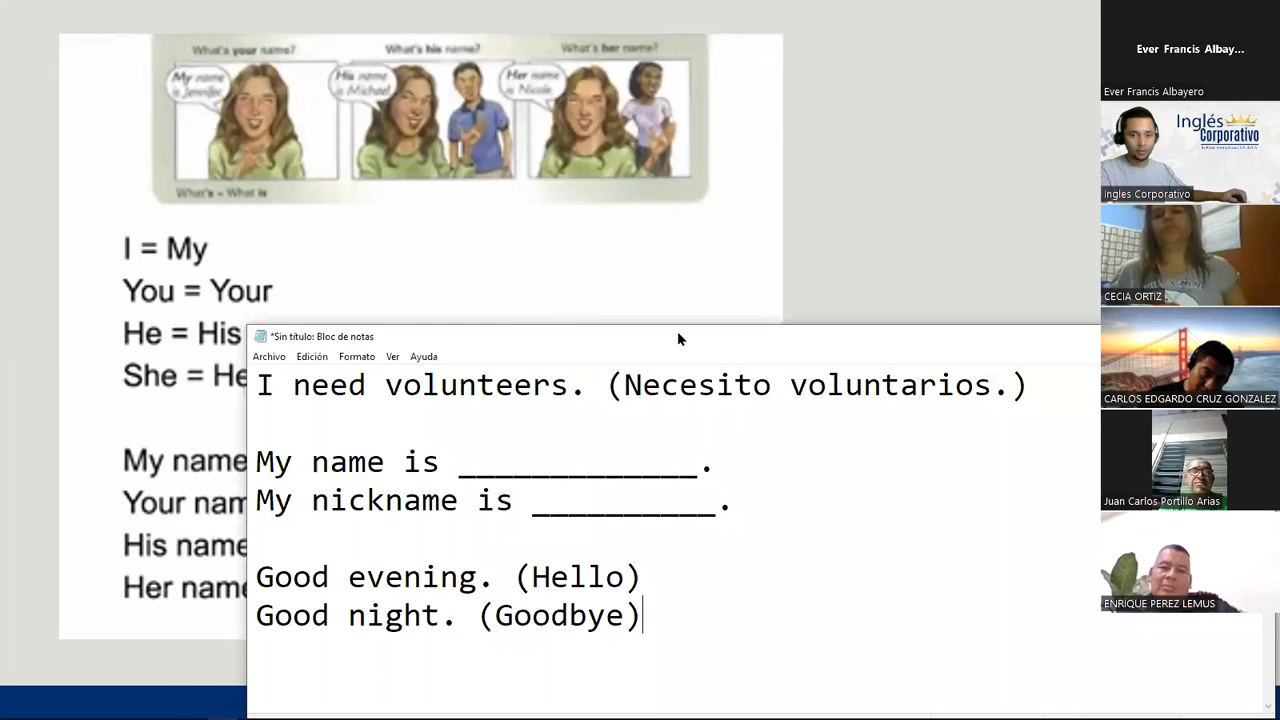 What's your name?
What's his name?
What's her name?
My name is Jennifer.
His name is Michael.
Her name is Nicole.
What's = What is
I = My
You = Your
He = His
She = He
My name
Your nam
His name
Her name
*Sin título: Bloc de notas
Archivo Edición Formato Ver Ayuda
I need volunteers. (Necesito voluntarios.)
My name is _____________.
My nickname is __________.
Good evening. (Hello)
Good night. (Goodbye)
Ever Francis Albay...
Ever Francis Albayero
Inglés
Corporativo
Ingles Corporativo
CECIA ORTIZ
CARLOS EDGARDO CRUZ GONZALEZ
Juan Carlos Portillo Arias
ENRIQUE PEREZ LEMUS